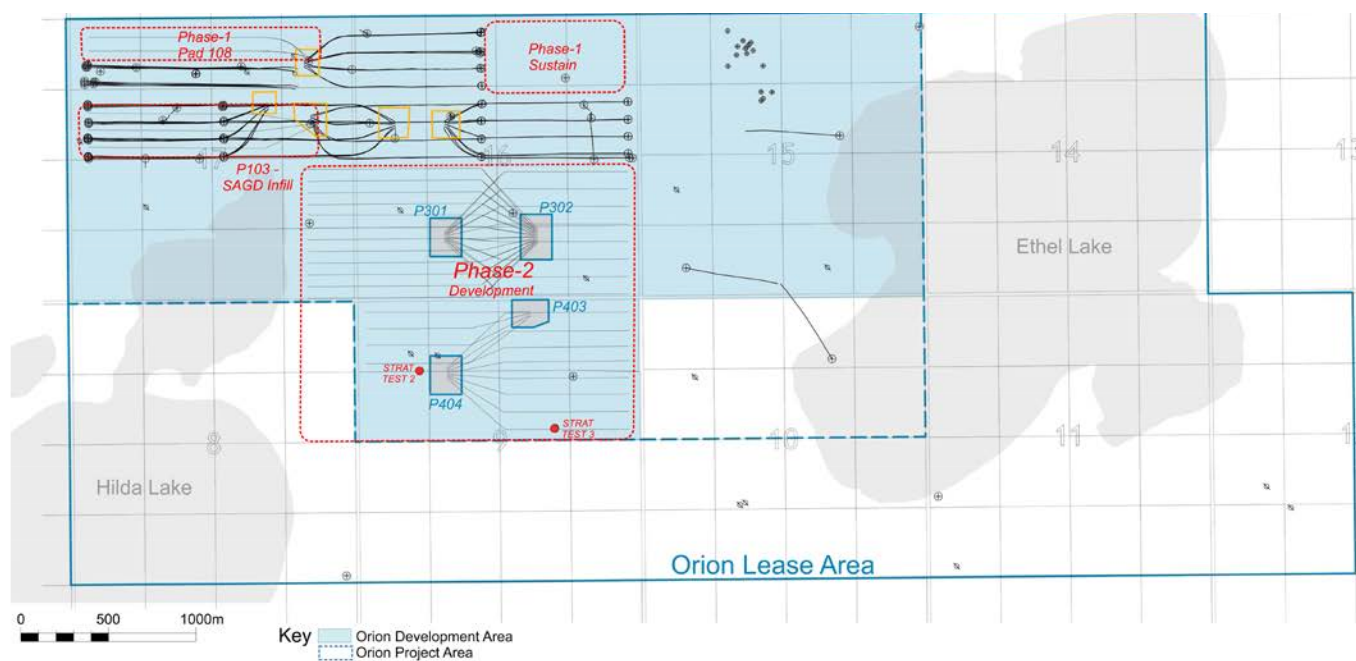 Phase-1
Pad 108
Phase-1
Sustain
17
16
15
14
13
P103 -
SAGD Infill
P301
P302
Ethel Lake
Phase-2
Development
P403
STRAT
TEST 2
P404
STRAT
TEST 3
8
9
10
11
1
Hilda Lake
Orion Lease Area
0
500
1000m
Key
Orion Development Area
Orion Project Area